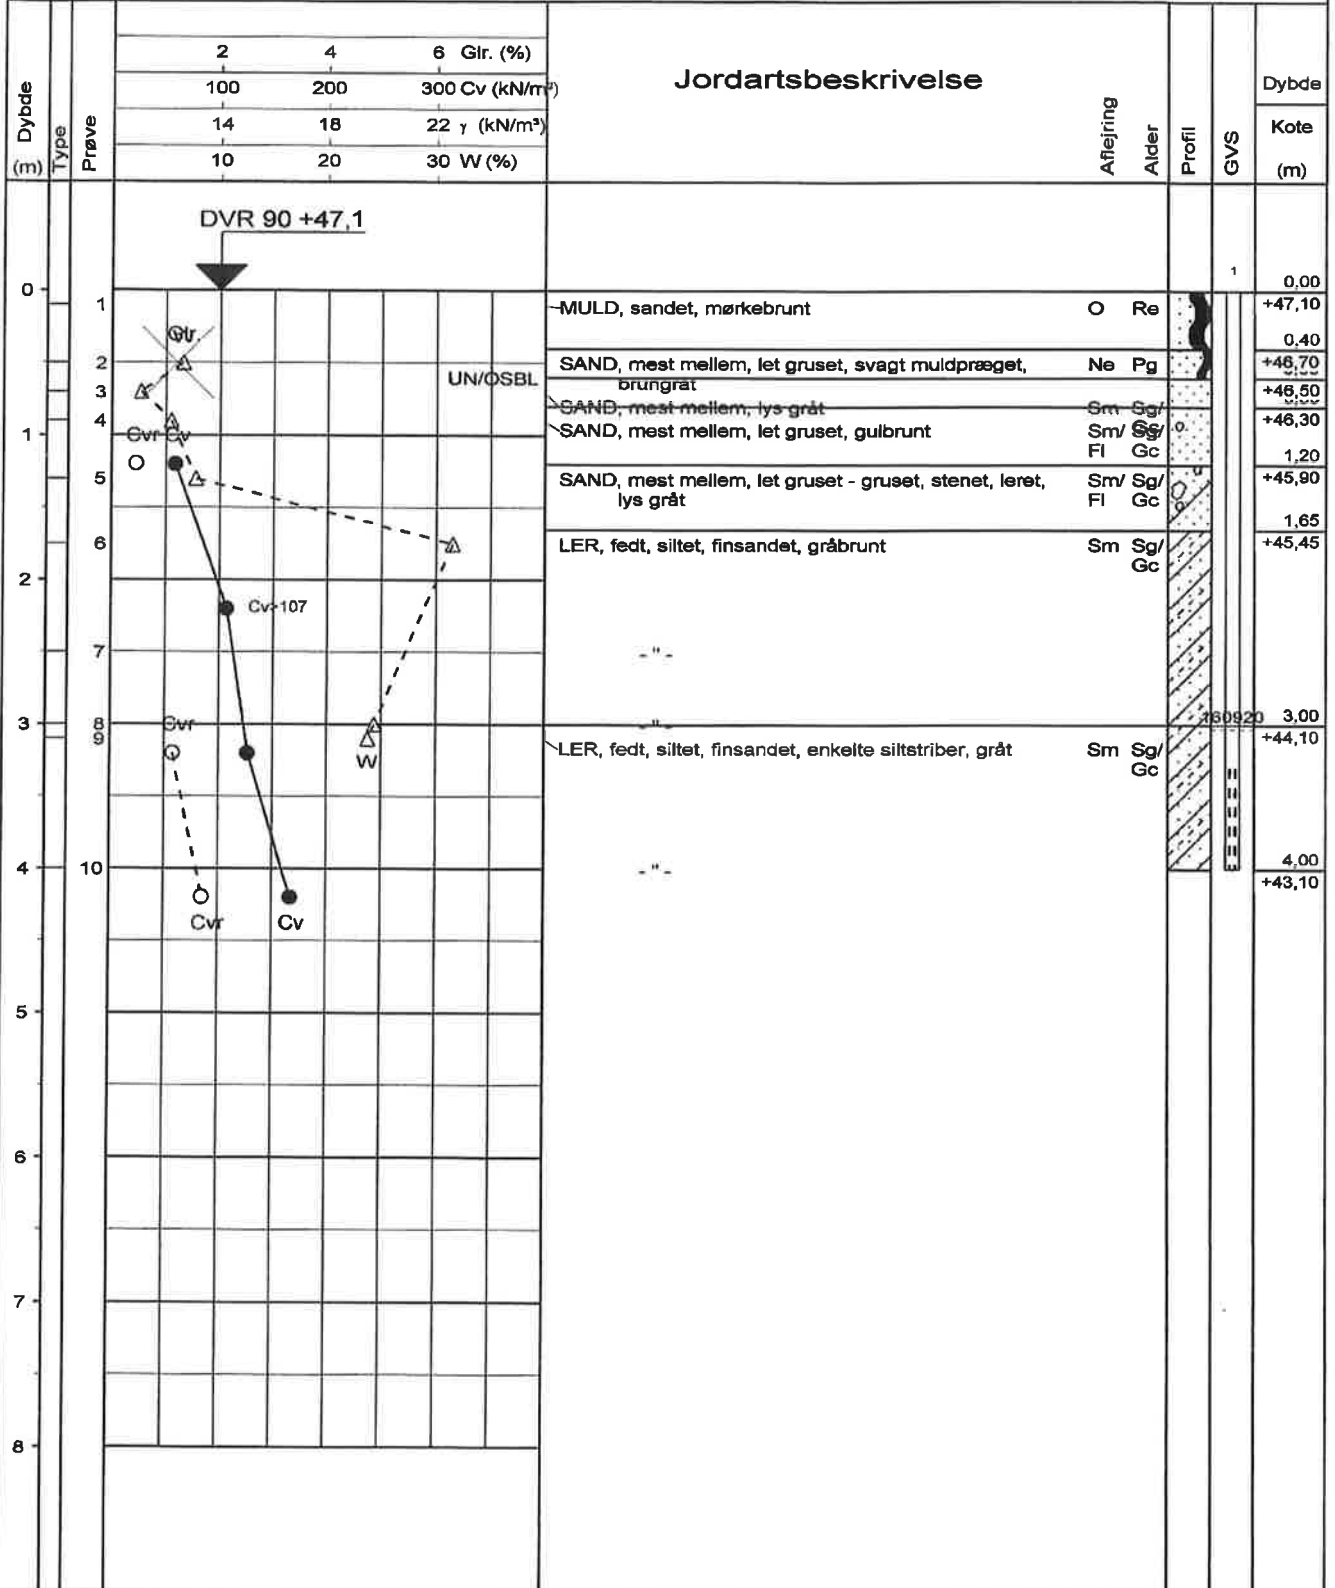 2 4 6 Glr. (%)
100 200 300 Cv (kN/m²)
14 18 22 γ (kN/m³)
10 20 30 W (%)
Dybde
(m)
Type
Prøve
Jordartsbeskrivelse
Aflejring
Alder
Profil
GVS
Dybde
Kote
(m)
DVR 90 +47,1
1
0 0,00
1 MULD, sandet, mørkebrunt O Re +47,10
Glr. 0,40
2 SAND, mest mellem, let gruset, svagt muldpræget, Ne Pg +46,70
UN/OSBL
3 brungråt +46,50
4 SAND, mest mellem, lys gråt Sm Sg/ +46,30
Gc
1 Cvr Cv SAND, mest mellem, let gruset, gulbrunt Sm/ Sg/
Fl Gc 1,20
5 SAND, mest mellem, let gruset - gruset, stenet, leret, Sm/ Sg/ +45,90
lys gråt Fl Gc
1,65
6 LER, fedt, siltet, finsandet, gråbrunt Sm Sg/ +45,45
Gc
2
Cv>107
7 - " -
3 Cvr 8 - " - 160920 3,00
9 +44,10
W LER, fedt, siltet, finsandet, enkelte siltstriber, gråt Sm Sg/
Gc
4 10 - " - 4,00
+43,10
Cvr Cv
5
6
7
8